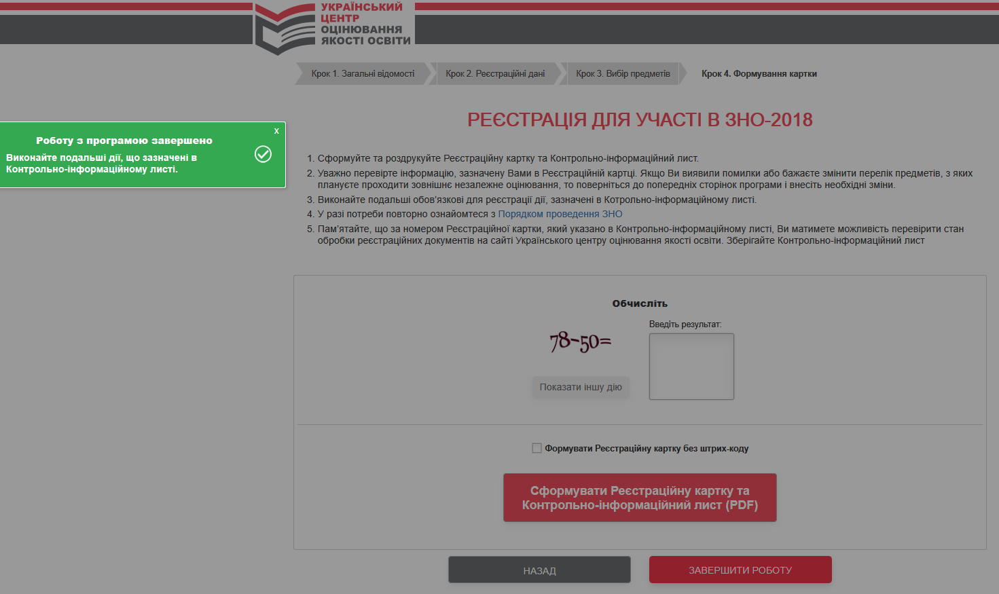 УКРАЇНСЬКИЙ
ЦЕНТР
ОЦІНЮВАННЯ
ЯКОСТІ ОСВІТИ
Крок 1. Загальні відомості
Крок 2. Реєстраційні дані
Крок 3. Вибір предметів
Крок 4. Формування картки
РЕЄСТРАЦІЯ ДЛЯ УЧАСТІ В ЗНО-2018
x
Роботу з програмою завершено
Виконайте подальші дії, що зазначені в
Контрольно-інформаційному листі.
1. Сформуйте та роздрукуйте Реєстраційну картку та Контрольно-інформаційний лист.
2. Уважно перевірте інформацію, зазначену Вами в Реєстраційній картці. Якщо Ви виявили помилки або бажаєте змінити перелік предметів, з яких
плануєте проходити зовнішнє незалежне оцінювання, то поверніться до попередніх сторінок програми і внесіть необхідні зміни.
3. Виконайте подальші обов’язкові для реєстрації дії, зазначені в Котрольно-інформаційному листі.
4. У разі потреби повторно ознайомтеся з Порядком проведення ЗНО
5. Пам’ятайте, що за номером Реєстраційної картки, який указано в Контрольно-інформаційному листі, Ви матимете можливість перевірити стан
обробки реєстраційних документів на сайті Українського центру оцінювання якості освіти. Зберігайте Контрольно-інформаційний лист
Обчисліть
Введіть результат:
78-50=
Показати іншу дію
Формувати Реєстраційну картку без штрих-коду
Сформувати Реєстраційну картку та
Контрольно-інформаційний лист (PDF)
НАЗАД
ЗАВЕРШИТИ РОБОТУ